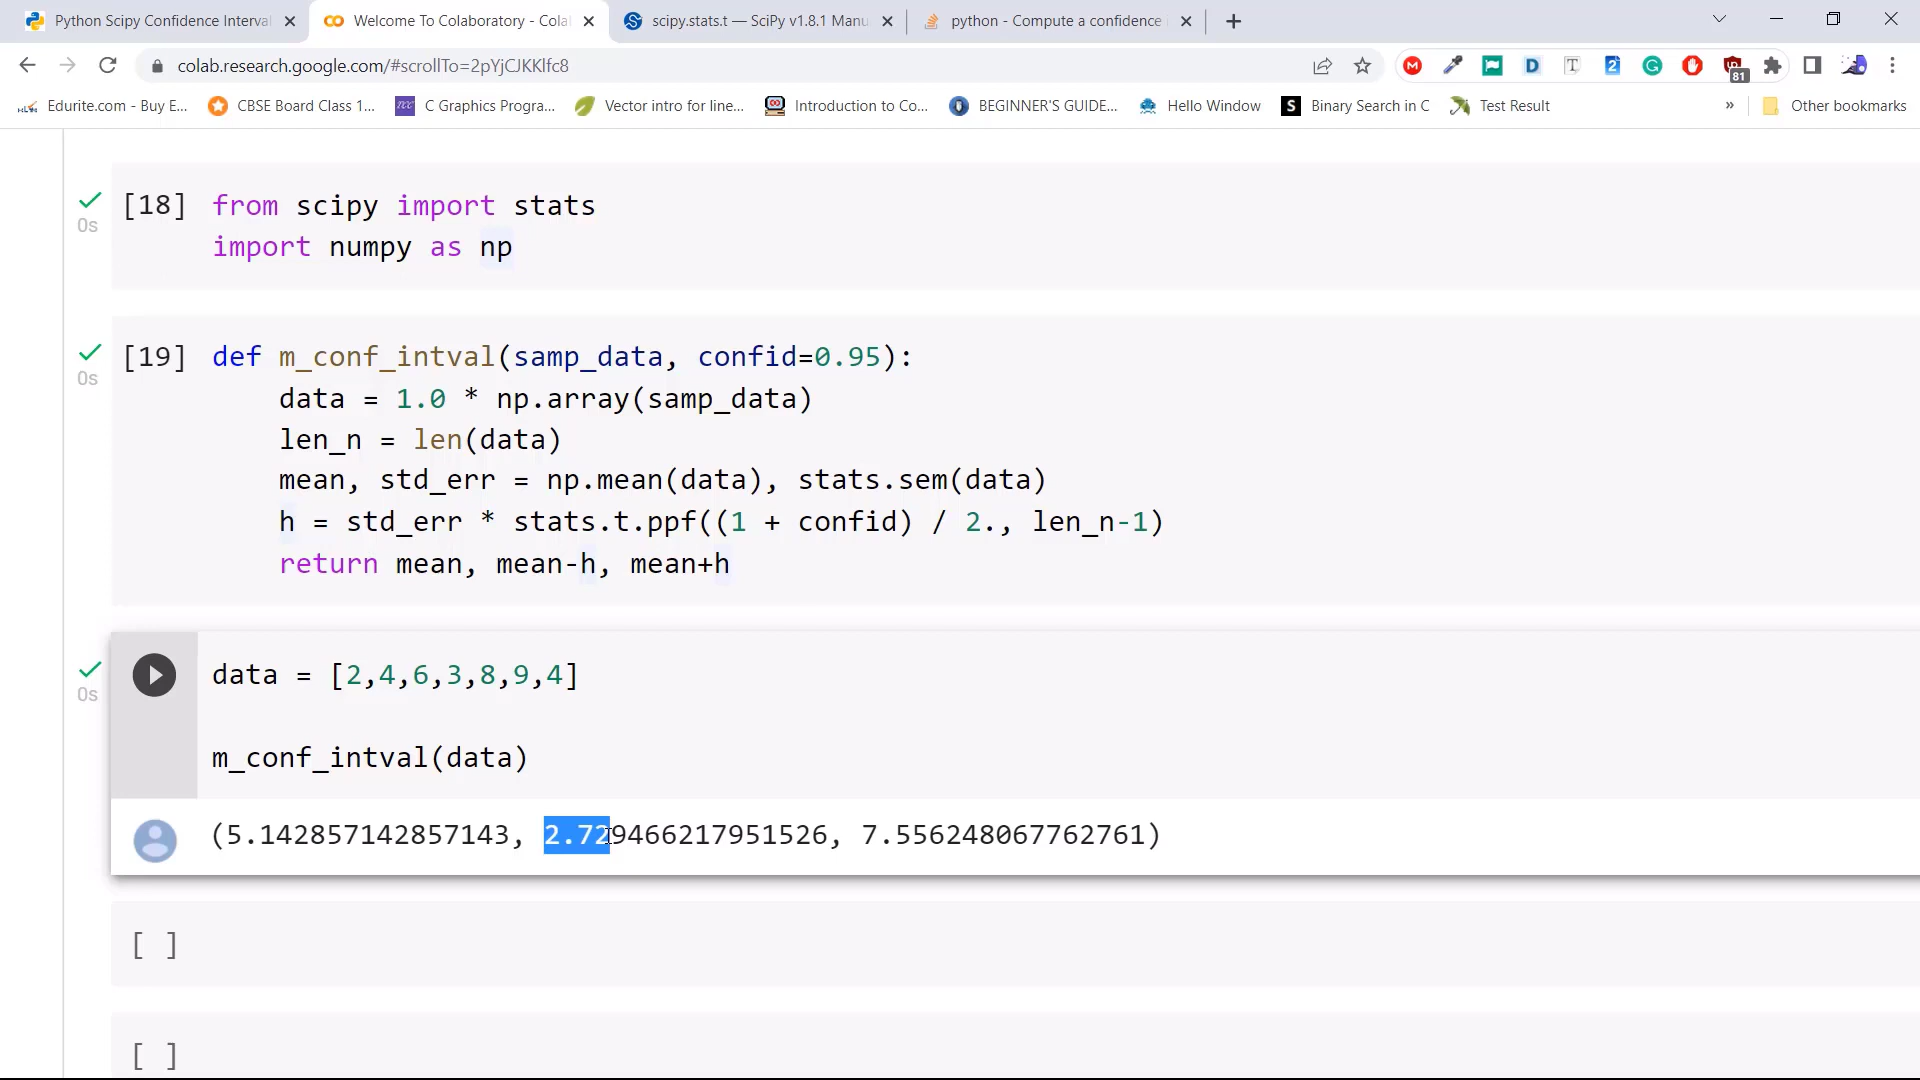 Python Scipy Confidence Interval
Welcome To Colaboratory - Cola
scipy.stats.t — SciPy v1.8.1 Manu
python - Compute a confidence i
colab.research.google.com/#scrollTo=2pYjCJKKlfc8
81
Edurite.com - Buy E...
CBSE Board Class 1...
C Graphics Progra...
Vector intro for line...
Introduction to Co...
BEGINNER'S GUIDE...
Hello Window
Binary Search in C
Test Result
»
Other bookmarks
[18] from scipy import stats
0s
import numpy as np
[19] def m_conf_intval(samp_data, confid=0.95):
0s
data = 1.0 * np.array(samp_data)
len_n = len(data)
mean, std_err = np.mean(data), stats.sem(data)
h = std_err * stats.t.ppf((1 + confid) / 2., len_n-1)
return mean, mean-h, mean+h
data = [2,4,6,3,8,9,4]
0s
m_conf_intval(data)
(5.142857142857143, 2.729466217951526, 7.556248067762761)
[ ]
[ ]